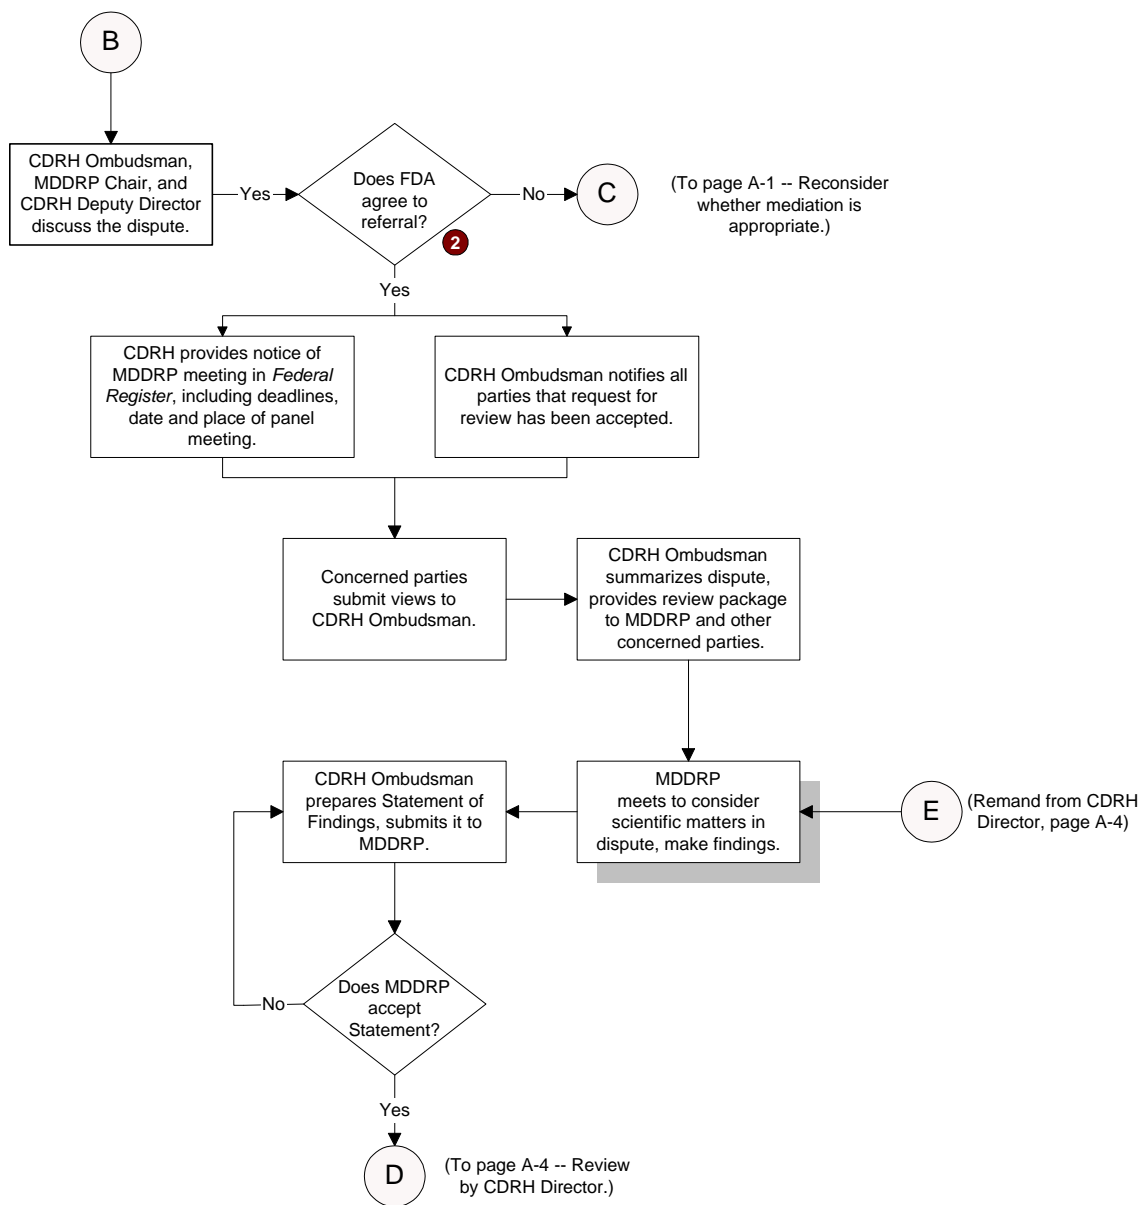 B
CDRH Ombudsman,
MDDRP Chair, and
CDRH Deputy Director
discuss the dispute.
Yes
Does FDA
agree to
referral?
2
No
C
(To page A-1 -- Reconsider
whether mediation is
appropriate.)
Yes
CDRH provides notice of
MDDRP meeting in Federal
Register, including deadlines,
date and place of panel
meeting.
CDRH Ombudsman notifies all
parties that request for
review has been accepted.
Concerned parties
submit views to
CDRH Ombudsman.
CDRH Ombudsman
summarizes dispute,
provides review package
to MDDRP and other
concerned parties.
CDRH Ombudsman
prepares Statement of
Findings, submits it to
MDDRP.
MDDRP
meets to consider
scientific matters in
dispute, make findings.
E
(Remand from CDRH
Director, page A-4)
No
Does MDDRP
accept
Statement?
Yes
D
(To page A-4 -- Review
by CDRH Director.)